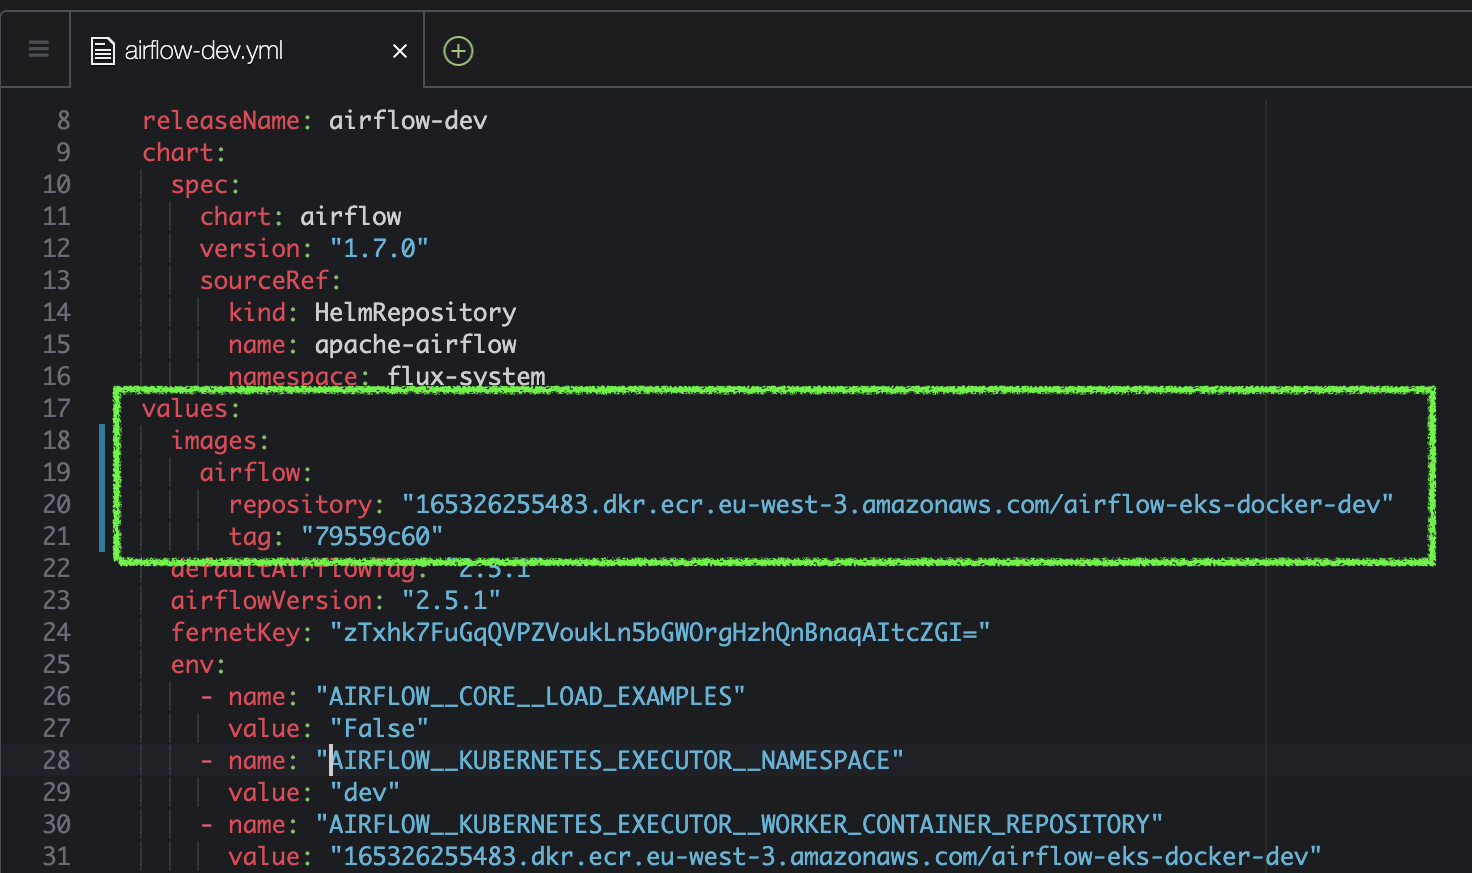 airflow-dev.yml
8 releaseName: airflow-dev
9 chart:
10 spec:
11 chart: airflow
12 version: "1.7.0"
13 sourceRef:
14 kind: HelmRepository
15 name: apache-airflow
16 namespace: flux-system
17 values:
18 images:
19 airflow:
20 repository: "165326255483.dkr.ecr.eu-west-3.amazonaws.com/airflow-eks-docker-dev"
21 tag: "79559c60"
22 defaultAirflowTag: "2.5.1"
23 airflowVersion: "2.5.1"
24 fernetKey: "zTxhk7FuGqQVPZVoukLn5bGWOrgHzhQnBnaqAItcZGI="
25 env:
26 - name: "AIRFLOW__CORE__LOAD_EXAMPLES"
27 value: "False"
28 - name: "AIRFLOW__KUBERNETES_EXECUTOR__NAMESPACE"
29 value: "dev"
30 - name: "AIRFLOW__KUBERNETES_EXECUTOR__WORKER_CONTAINER_REPOSITORY"
31 value: "165326255483.dkr.ecr.eu-west-3.amazonaws.com/airflow-eks-docker-dev"